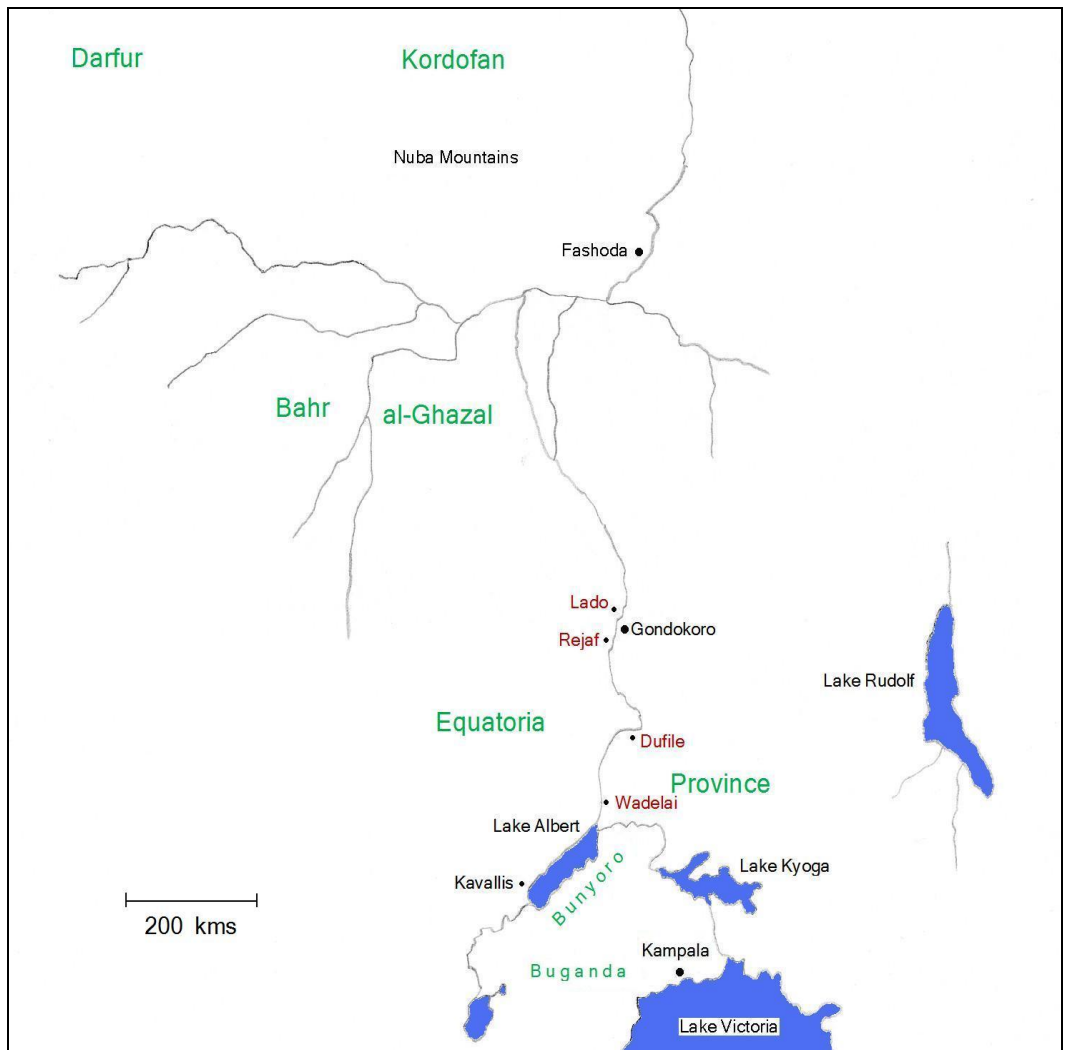 Darfur
Kordofan
Nuba Mountains
Fashoda
Bahr
al-Ghazal
Lado
Gondokoro
Rejaf
Lake Rudolf
Equatoria
Dufile
Province
Wadelai
Lake Albert
Lake Kyoga
Kavallis
Bunyoro
200 kms
Kampala
Buganda
Lake Victoria